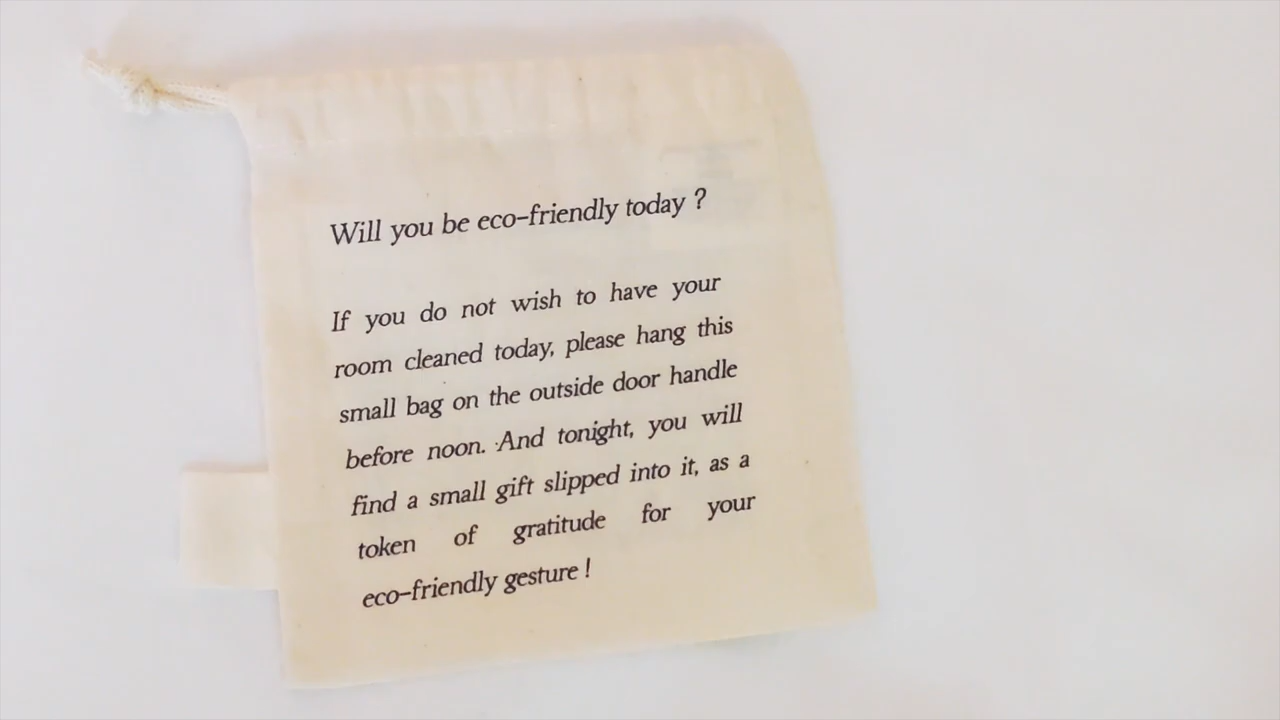 Will you be eco-friendly today ?
If you do not wish to have your
room cleaned today, please hang this
small bag on the outside door handle
before noon. And tonight, you will
find a small gift slipped into it, as a
token of gratitude for your
eco-friendly gesture !